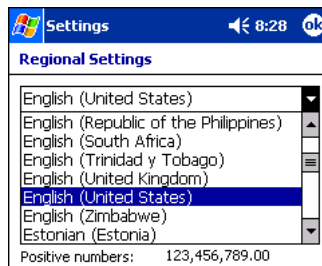 Settings 8:28 ok
Regional Settings
English (United States)
English (Republic of the Philippines)
English (South Africa)
English (Trinidad y Tobago)
English (United Kingdom)
English (United States)
English (Zimbabwe)
Estonian (Estonia)
Positive numbers: 123,456,789.00